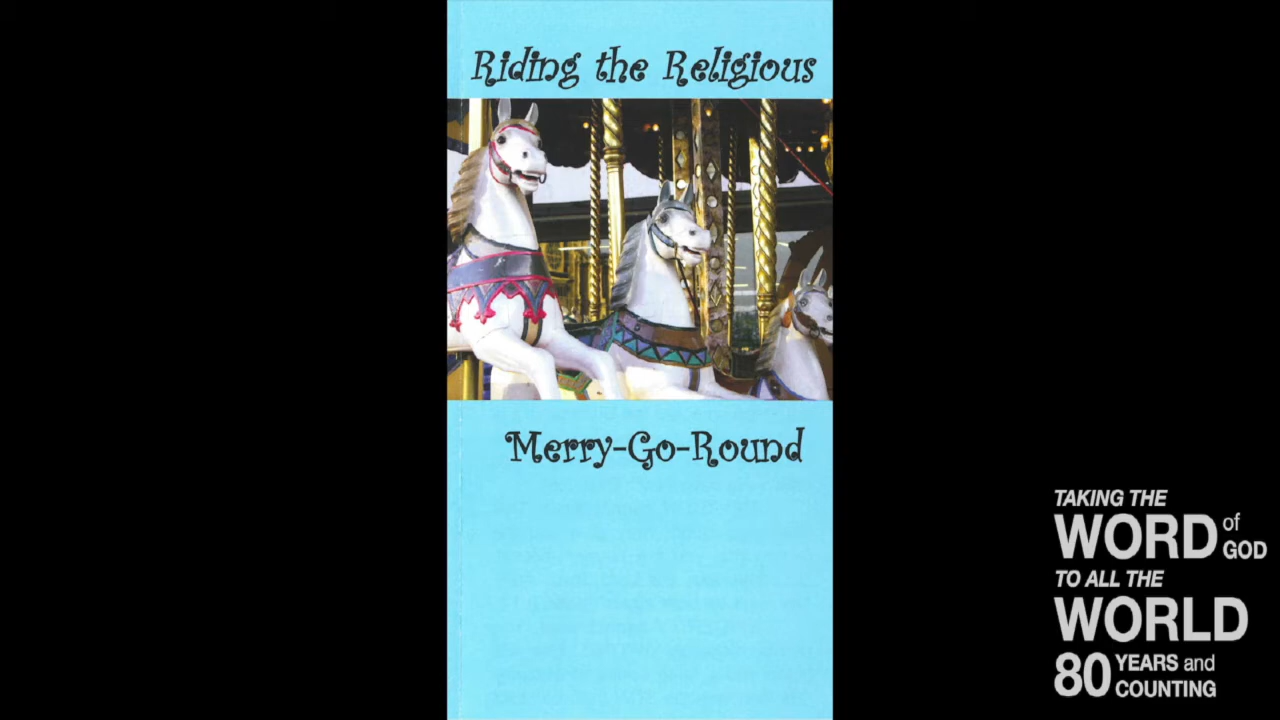 Riding the Religious
Merry-Go-Round
TAKING THE
WORD of GOD
TO ALL THE
WORLD
80 YEARS and
COUNTING